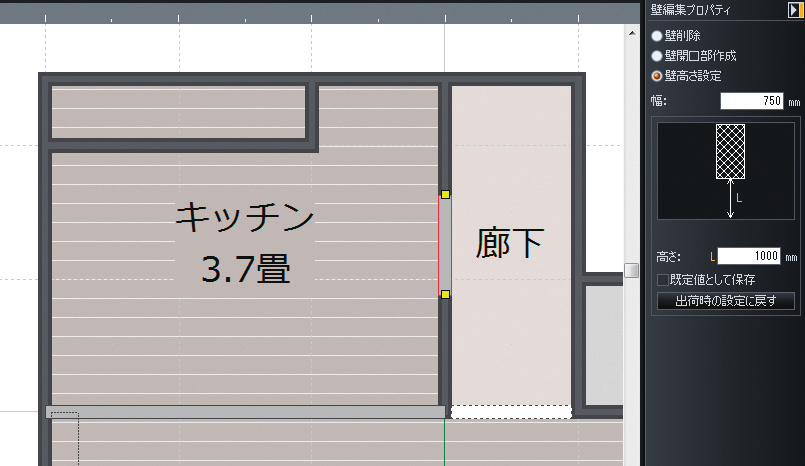 キッチン
3.7畳
廊下
壁編集プロパティ
壁削除
壁開口部作成
壁高さ設定
幅: 750 mm
L
高さ: L 1000 mm
既定値として保存
出荷時の設定に戻す